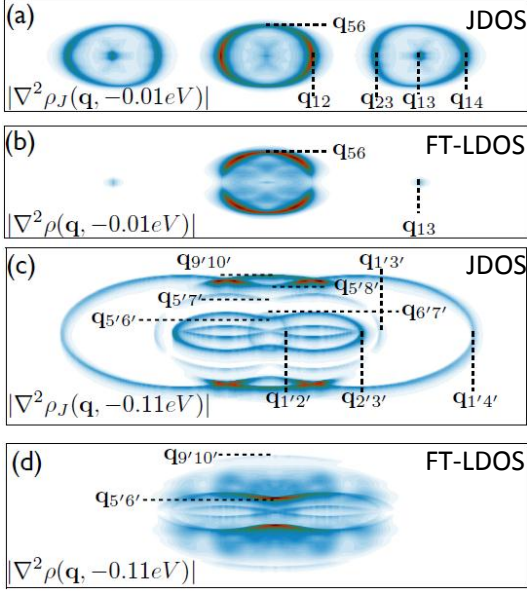 (a) JDOS
q₅₆
q₁₂ q₂₃ q₁₃ q₁₄
|∇²ρ_J(q, −0.01eV)|
(b) FT-LDOS
q₅₆
q₁₃
|∇²ρ(q, −0.01eV)|
(c) JDOS
q₉′₁₀′ q₁′₃′
q₅′₈′
q₅′₇′
q₅′₆′ q₆′₇′
q₁′₂′ q₂′₃′ q₁′₄′
|∇²ρ_J(q, −0.11eV)|
(d) FT-LDOS
q₉′₁₀′
q₅′₆′
|∇²ρ(q, −0.11eV)|